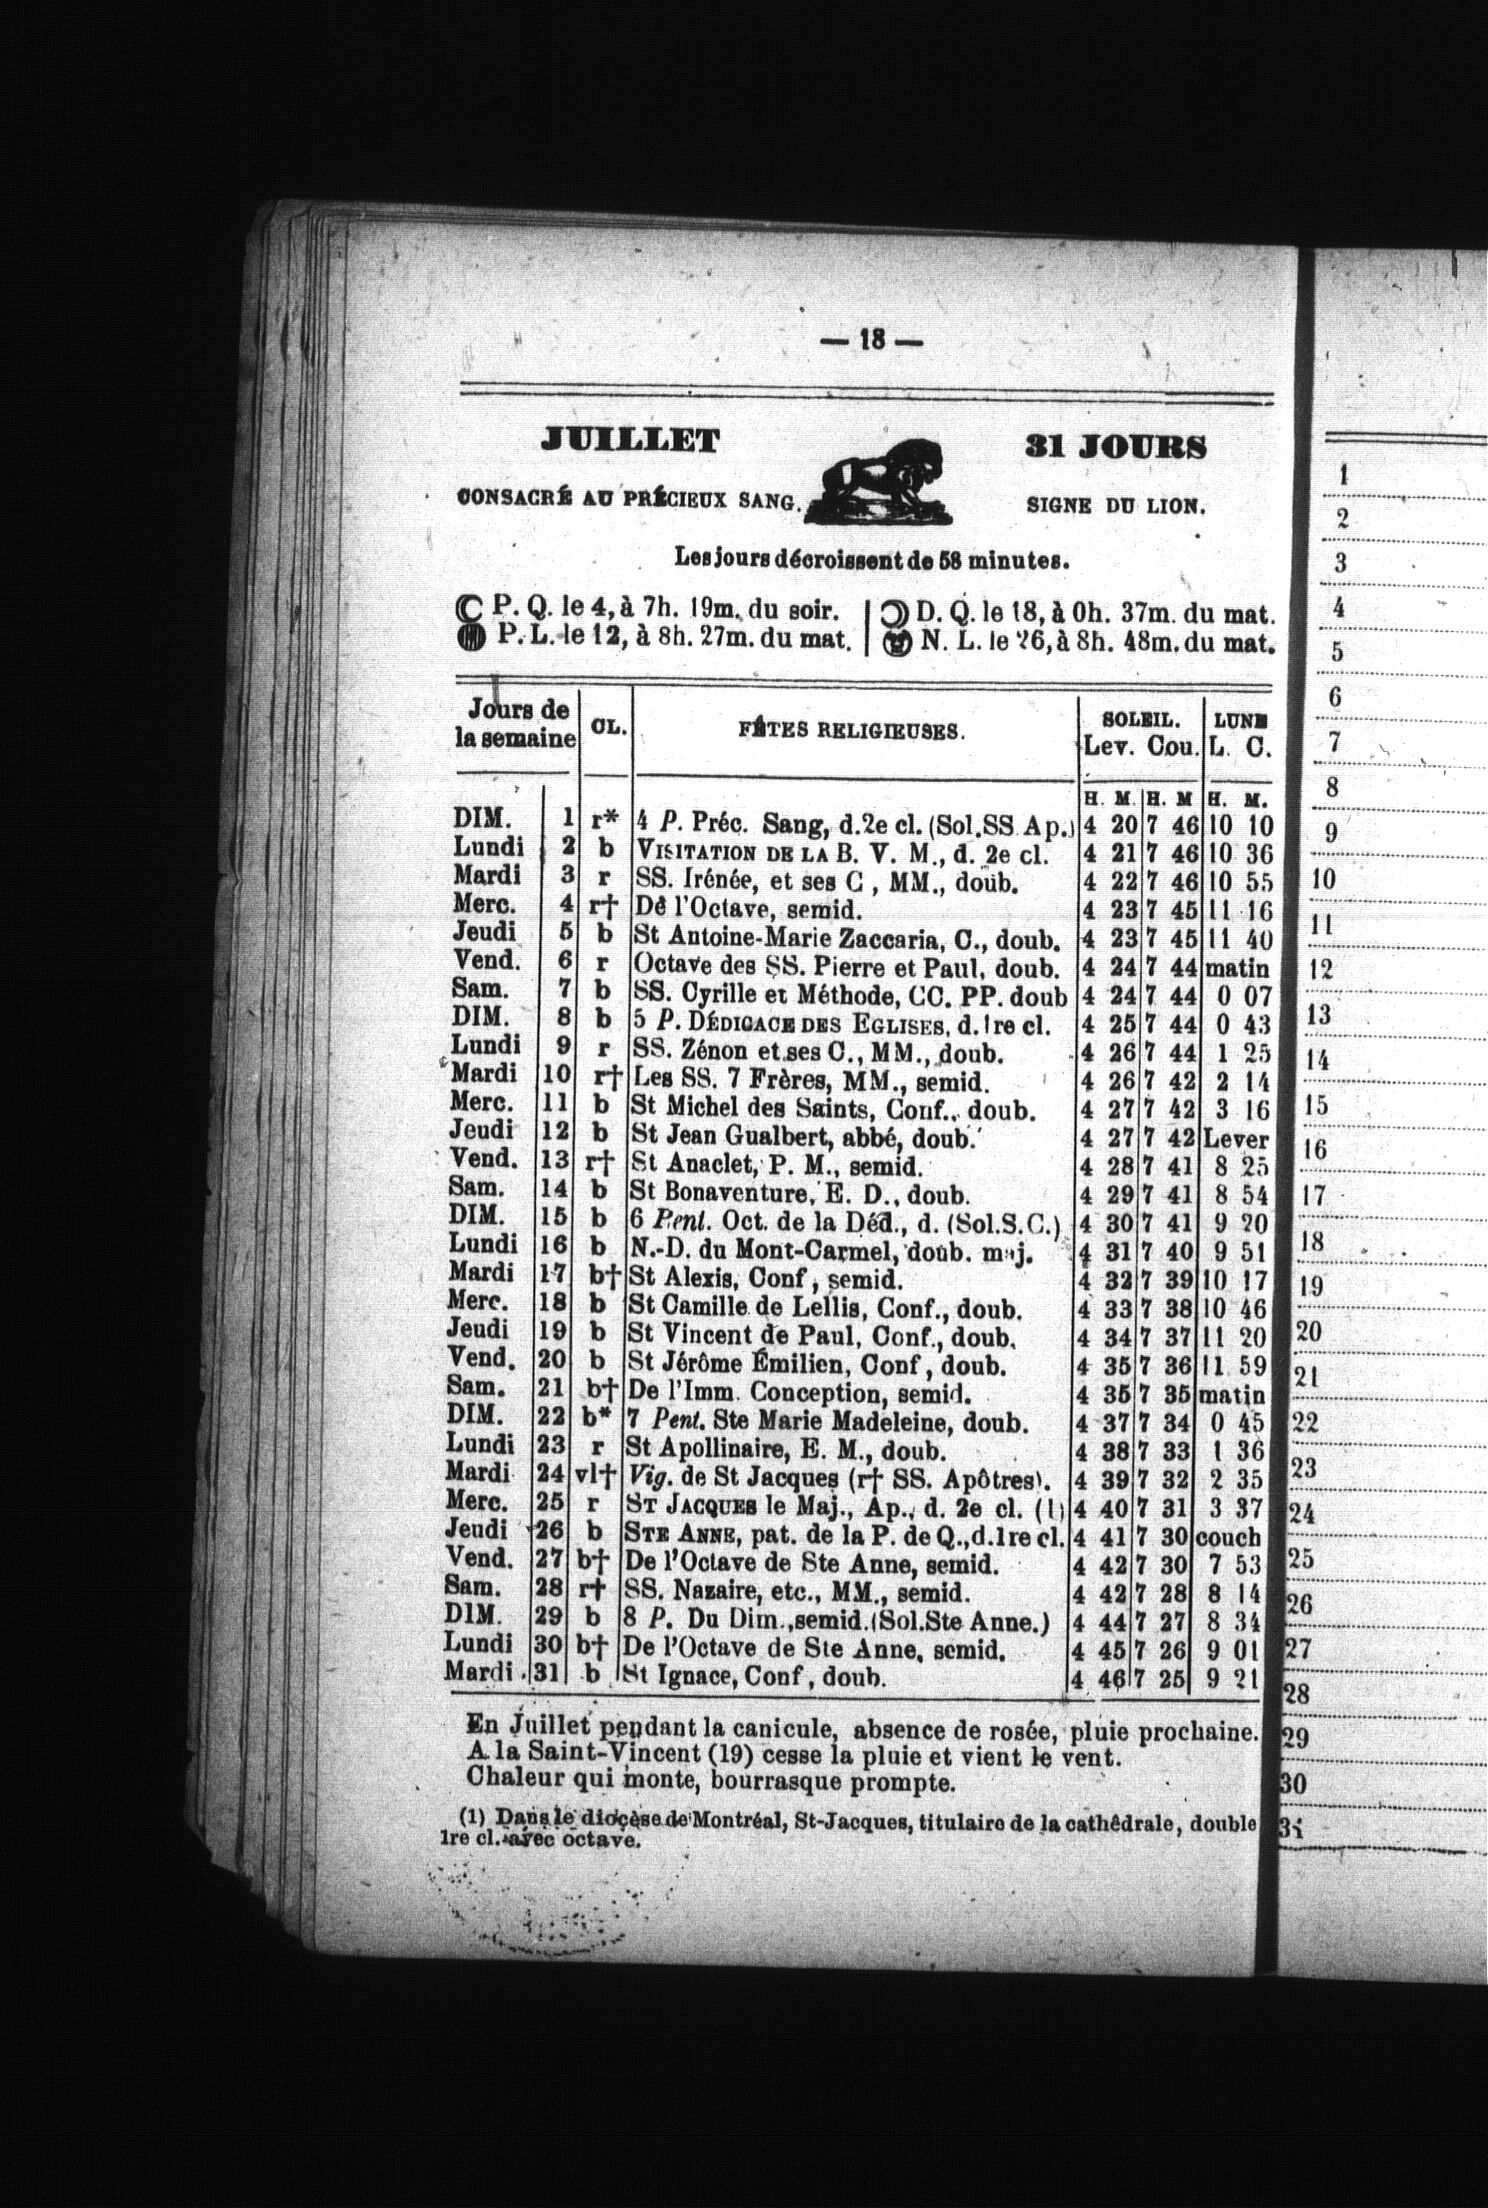 — 18 —
JUILLET 31 JOURS
CONSACRÉ AU PRÉCIEUX SANG. SIGNE DU LION.
Les jours décroissent de 58 minutes.
P. Q. le 4, à 7h. 19m. du soir. D. Q. le 18, à 0h. 37m. du mat.
P. L. le 12, à 8h. 27m. du mat. N. L. le 26, à 8h. 48m. du mat.
Jours de la semaine CL. FÊTES RELIGIEUSES. SOLEIL. Lev. Cou. LUNE L. C.
H. M. H. M H. M.
DIM. 1 r* 4 P. Préc. Sang, d.2e cl. (Sol.SS Ap.) 4 20 7 46 10 10
Lundi 2 b VISITATION DE LA B. V. M., d. 2e cl. 4 21 7 46 10 36
Mardi 3 r SS. Irénée, et ses C , MM., doub. 4 22 7 46 10 55
Merc. 4 r† De l'Octave, semid. 4 23 7 45 11 16
Jeudi 5 b St Antoine-Marie Zaccaria, C., doub. 4 23 7 45 11 40
Vend. 6 r Octave des SS. Pierre et Paul, doub. 4 24 7 44 matin
Sam. 7 b SS. Cyrille et Méthode, CC. PP. doub 4 24 7 44 0 07
DIM. 8 b 5 P. DÉDICACE DES EGLISES, d.1re cl. 4 25 7 44 0 43
Lundi 9 r SS. Zénon et ses C., MM., doub. 4 26 7 44 1 25
Mardi 10 r† Les SS. 7 Frères, MM., semid. 4 26 7 42 2 14
Merc. 11 b St Michel des Saints, Conf., doub. 4 27 7 42 3 16
Jeudi 12 b St Jean Gualbert, abbé, doub. 4 27 7 42 Lever
Vend. 13 r† St Anaclet, P. M., semid. 4 28 7 41 8 25
Sam. 14 b St Bonaventure, E. D., doub. 4 29 7 41 8 54
DIM. 15 b 6 Pent. Oct. de la Déd., d. (Sol.S.C.) 4 30 7 41 9 20
Lundi 16 b N.-D. du Mont-Carmel, doub. maj. 4 31 7 40 9 51
Mardi 17 b† St Alexis, Conf , semid. 4 32 7 39 10 17
Merc. 18 b St Camille de Lellis, Conf., doub. 4 33 7 38 10 46
Jeudi 19 b St Vincent de Paul, Conf., doub. 4 34 7 37 11 20
Vend. 20 b St Jérôme Émilien, Conf , doub. 4 35 7 36 11 59
Sam. 21 b† De l'Imm. Conception, semid. 4 35 7 35 matin
DIM. 22 b* 7 Pent. Ste Marie Madeleine, doub. 4 37 7 34 0 45
Lundi 23 r St Apollinaire, E. M., doub. 4 38 7 33 1 36
Mardi 24 vl† Vig. de St Jacques (r† SS. Apôtres). 4 39 7 32 2 35
Merc. 25 r ST JACQUES le Maj., Ap., d. 2e cl. (1) 4 40 7 31 3 37
Jeudi 26 b STE ANNE, pat. de la P. de Q.,d.1re cl. 4 41 7 30 couch
Vend. 27 b† De l'Octave de Ste Anne, semid. 4 42 7 30 7 53
Sam. 28 r† SS. Nazaire, etc., MM., semid. 4 42 7 28 8 14
DIM. 29 b 8 P. Du Dim.,semid.(Sol.Ste Anne.) 4 44 7 27 8 34
Lundi 30 b† De l'Octave de Ste Anne, semid. 4 45 7 26 9 01
Mardi 31 b St Ignace, Conf , doub. 4 46 7 25 9 21
En Juillet pendant la canicule, absence de rosée, pluie prochaine.
A la Saint-Vincent (19) cesse la pluie et vient le vent.
Chaleur qui monte, bourrasque prompte.
(1) Dans le diocèse de Montréal, St-Jacques, titulaire de la cathêdrale, double
1re cl. avec octave.
1
2
3
4
5
6
7
8
9
10
11
12
13
14
15
16
17
18
19
20
21
22
23
24
25
26
27
28
29
30
31